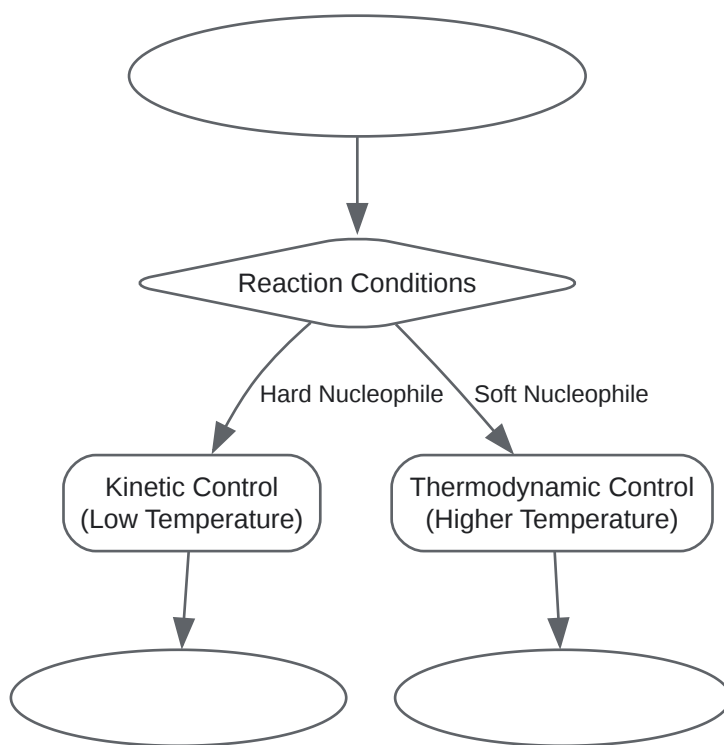 Reaction Conditions
Hard Nucleophile
Soft Nucleophile
Kinetic Control
(Low Temperature)
Thermodynamic Control
(Higher Temperature)